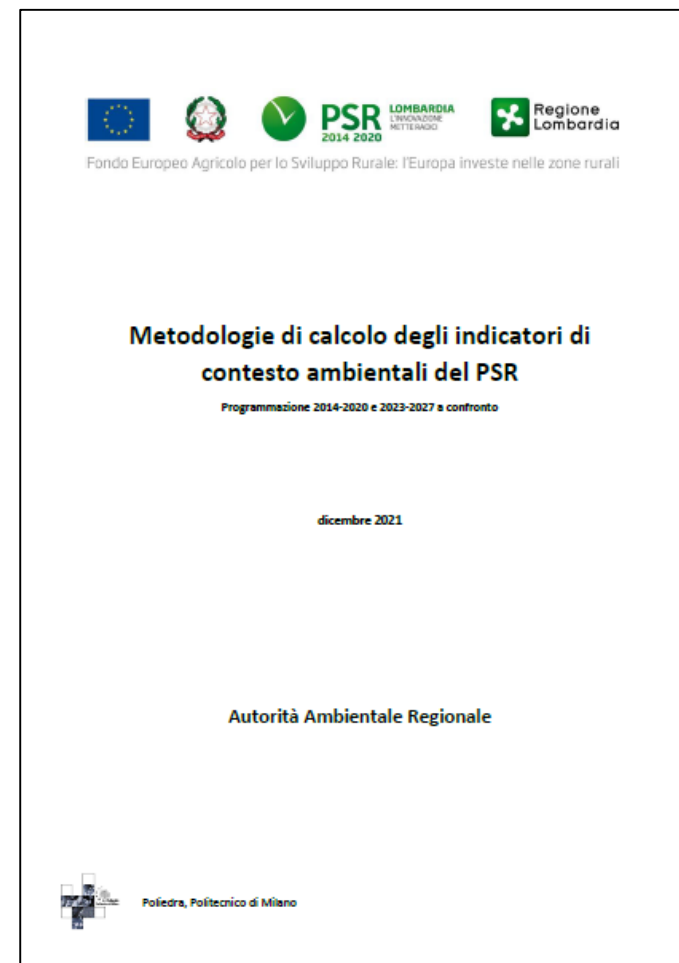 PSR
2014 2020
LOMBARDIA
L'INNOVAZIONE
METTE RADICI
Regione
Lombardia
Fondo Europeo Agricolo per lo Sviluppo Rurale: l'Europa investe nelle zone rurali
Metodologie di calcolo degli indicatori di
contesto ambientali del PSR
Programmazione 2014-2020 e 2023-2027 a confronto
dicembre 2021
Autorità Ambientale Regionale
Poliedra, Politecnico di Milano